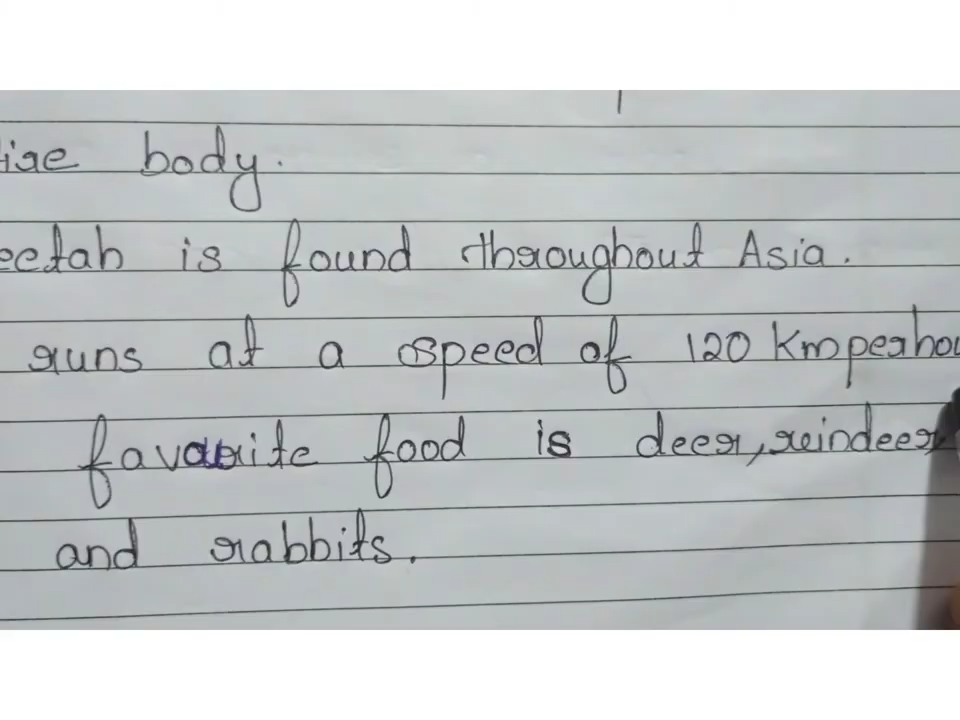 tire body.
eetah is found throughout Asia.
runs at a speed of 120 Km per hou
favourite food is deer, reindeer
and rabbits.